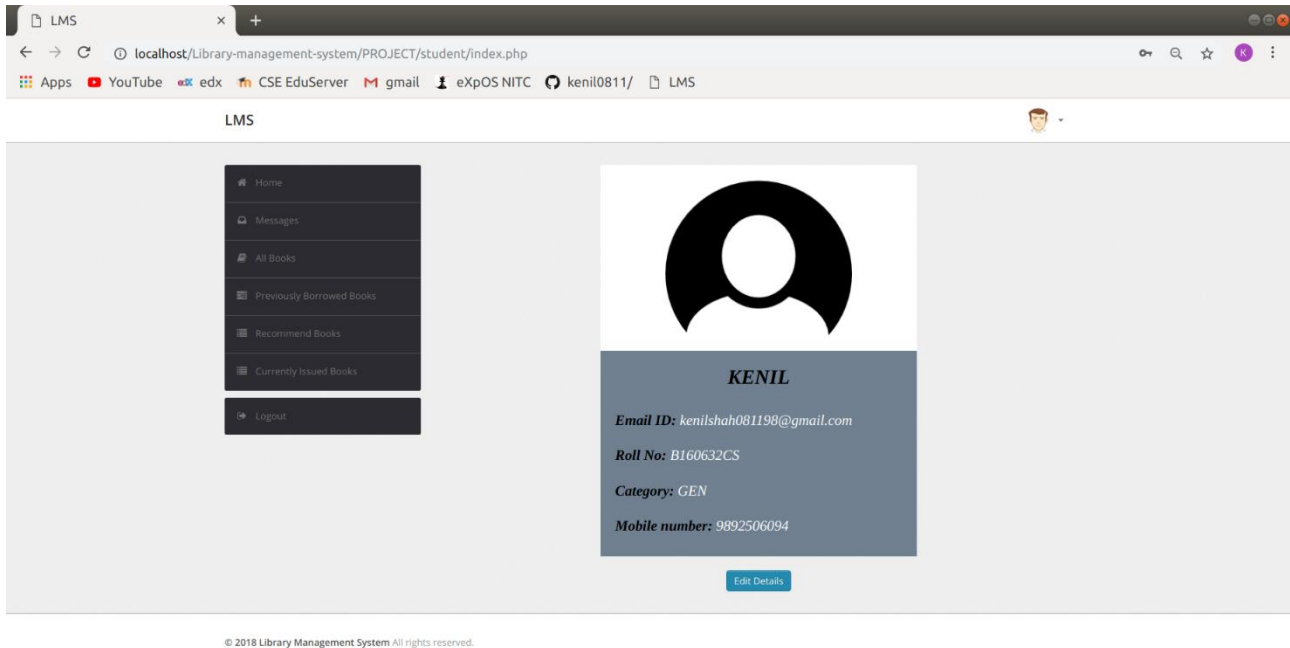 LMS
localhost/Library-management-system/PROJECT/student/index.php
K
Apps YouTube edX edx CSE EduServer M gmail eXpOS NITC kenil0811/ LMS
LMS
Home
Messages
All Books
Previously Borrowed Books
Recommend Books
Currently Issued Books
Logout
KENIL
Email ID: kenilshah081198@gmail.com
Roll No: B160632CS
Category: GEN
Mobile number: 9892506094
Edit Details
© 2018 Library Management System All rights reserved.